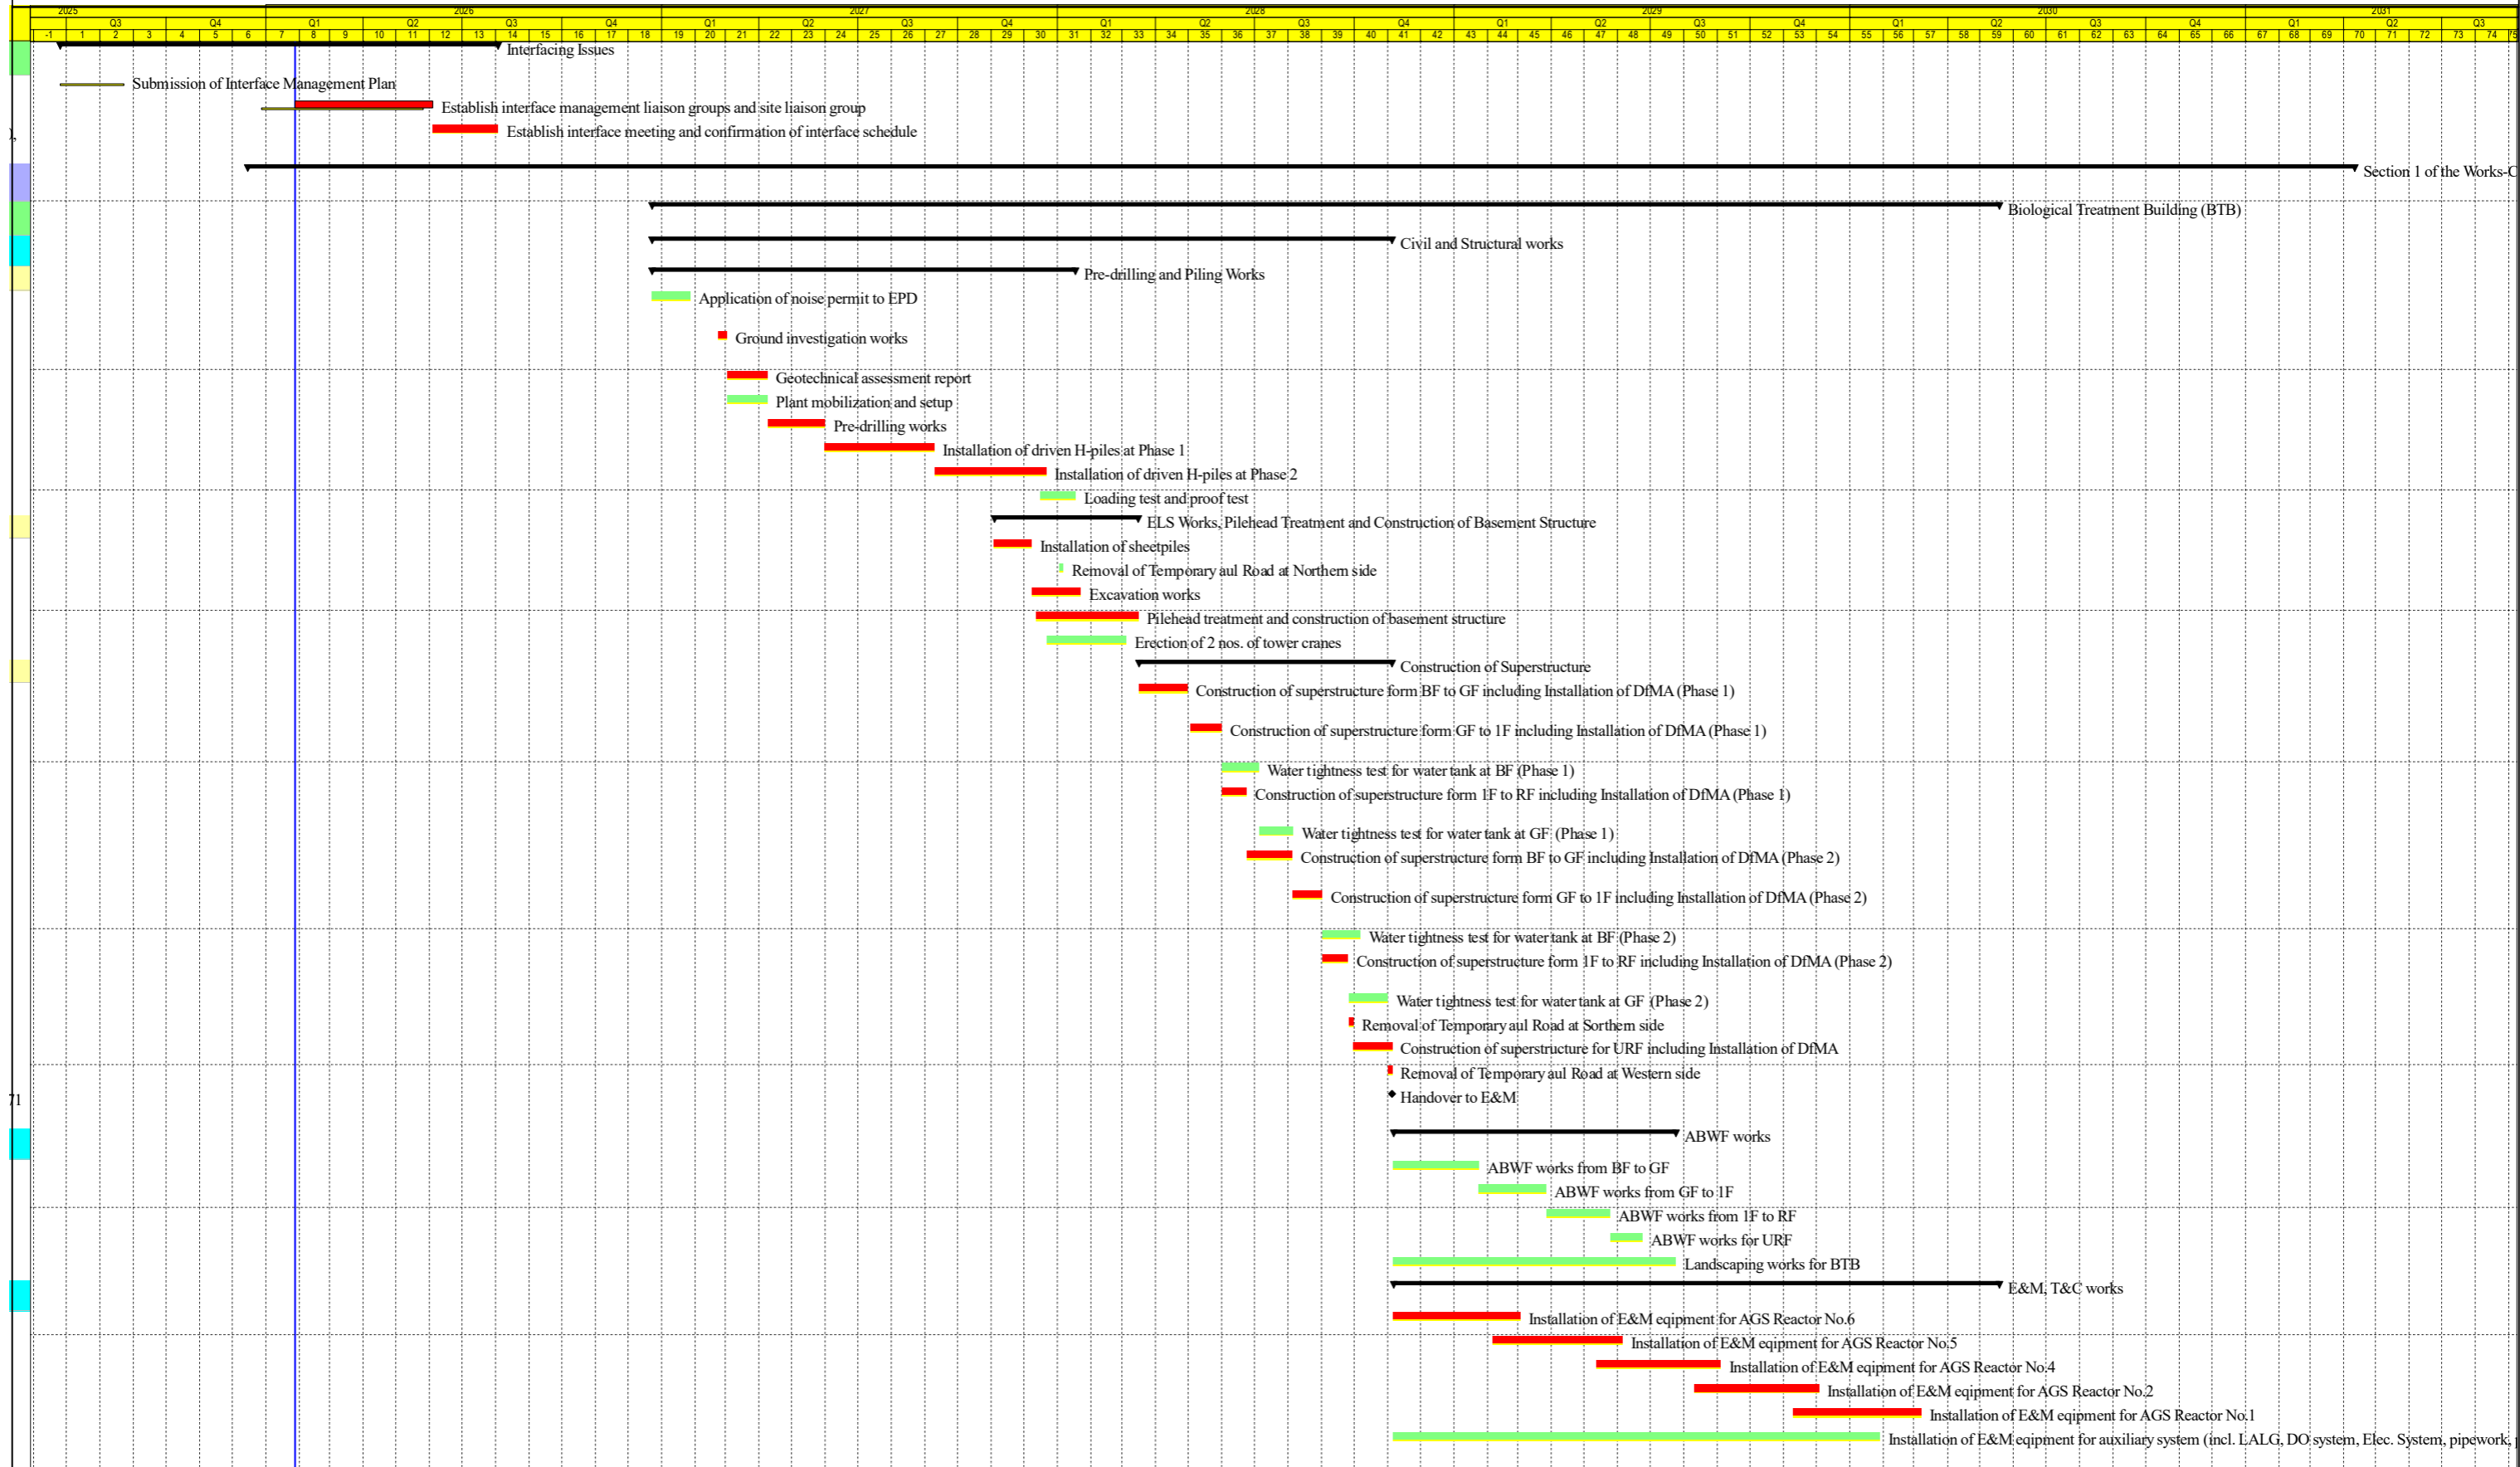 2025 2026 2027 2028 2029 2030 2031
Q3 Q4 Q1 Q2 Q3 Q4 Q1 Q2 Q3 Q4 Q1 Q2 Q3 Q4 Q1 Q2 Q3 Q4 Q1 Q2 Q3 Q4 Q1 Q2 Q3
-1 1 2 3 4 5 6 7 8 9 10 11 12 13 14 15 16 17 18 19 20 21 22 23 24 25 26 27 28 29 30 31 32 33 34 35 36 37 38 39 40 41 42 43 44 45 46 47 48 49 50 51 52 53 54 55 56 57 58 59 60 61 62 63 64 65 66 67 68 69 70 71 72 73 74 75
Interfacing Issues
Submission of Interface Management Plan
Establish interface management liaison groups and site liaison group
),
Establish interface meeting and confirmation of interface schedule
Section 1 of the Works-C
Biological Treatment Building (BTB)
Civil and Structural works
Pre-drilling and Piling Works
Application of noise permit to EPD
Ground investigation works
Geotechnical assessment report
Plant mobilization and setup
Pre-drilling works
Installation of driven H-piles at Phase 1
Installation of driven H-piles at Phase 2
Loading test and proof test
ELS Works, Pilehead Treatment and Construction of Basement Structure
Installation of sheetpiles
Removal of Temporary aul Road at Northern side
Excavation works
Pilehead treatment and construction of basement structure
Erection of 2 nos. of tower cranes
Construction of Superstructure
Construction of superstructure form BF to GF including Installation of DfMA (Phase 1)
Construction of superstructure form GF to 1F including Installation of DfMA (Phase 1)
Water tightness test for water tank at BF (Phase 1)
Construction of superstructure form 1F to RF including Installation of DfMA (Phase 1)
Water tightness test for water tank at GF (Phase 1)
Construction of superstructure form BF to GF including Installation of DfMA (Phase 2)
Construction of superstructure form GF to 1F including Installation of DfMA (Phase 2)
Water tightness test for water tank at BF (Phase 2)
Construction of superstructure form 1F to RF including Installation of DfMA (Phase 2)
Water tightness test for water tank at GF (Phase 2)
Removal of Temporary aul Road at Sorthern side
Construction of superstructure for URF including Installation of DfMA
Removal of Temporary aul Road at Western side
71
Handover to E&M
ABWF works
ABWF works from BF to GF
ABWF works from GF to 1F
ABWF works from 1F to RF
ABWF works for URF
Landscaping works for BTB
E&M, T&C works
Installation of E&M eqipment for AGS Reactor No.6
Installation of E&M eqipment for AGS Reactor No.5
Installation of E&M eqipment for AGS Reactor No.4
Installation of E&M eqipment for AGS Reactor No.2
Installation of E&M eqipment for AGS Reactor No.1
Installation of E&M eqipment for auxiliary system (incl. LALG, DO system, Elec. System, pipework,